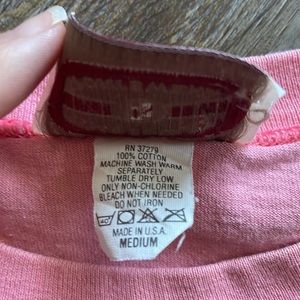 RN 37279
100% COTTON
MACHINE WASH WARM
SEPARATELY
TUMBLE DRY LOW
ONLY NON-CHLORINE
BLEACH WHEN NEEDED
DO NOT IRON
MADE IN U.S.A.
MEDIUM